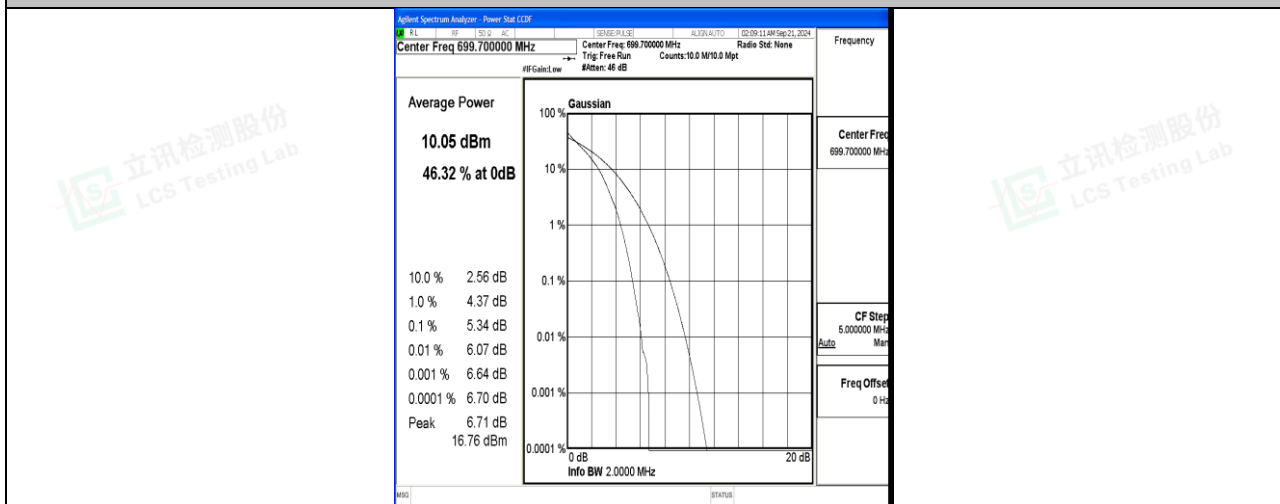 Agilent Spectrum Analyzer - Power Stat CCDF
RL RF 50 Ω AC SENSE:PULSE ALIGNAUTO 02:09:11 AM Sep 21, 2024
Center Freq 699.700000 MHz
Center Freq: 699.700000 MHz Radio Std: None
Trig: Free Run Counts:10.0 M/10.0 Mpt
#IFGain:Low #Atten: 46 dB
Frequency
Average Power
10.05 dBm
46.32 % at 0dB
10.0 % 2.56 dB
1.0 % 4.37 dB
0.1 % 5.34 dB
0.01 % 6.07 dB
0.001 % 6.64 dB
0.0001 % 6.70 dB
Peak 6.71 dB
16.76 dBm
Gaussian
100 %
10 %
1 %
0.1 %
0.01 %
0.001 %
0.0001 %
0 dB 20 dB
Info BW 2.0000 MHz
Center Freq
699.700000 MHz
CF Step
5.000000 MHz
Auto Man
Freq Offset
0 Hz
MSG STATUS
立讯检测股份
LCS Testing Lab
立讯检测股份
LCS Testing Lab